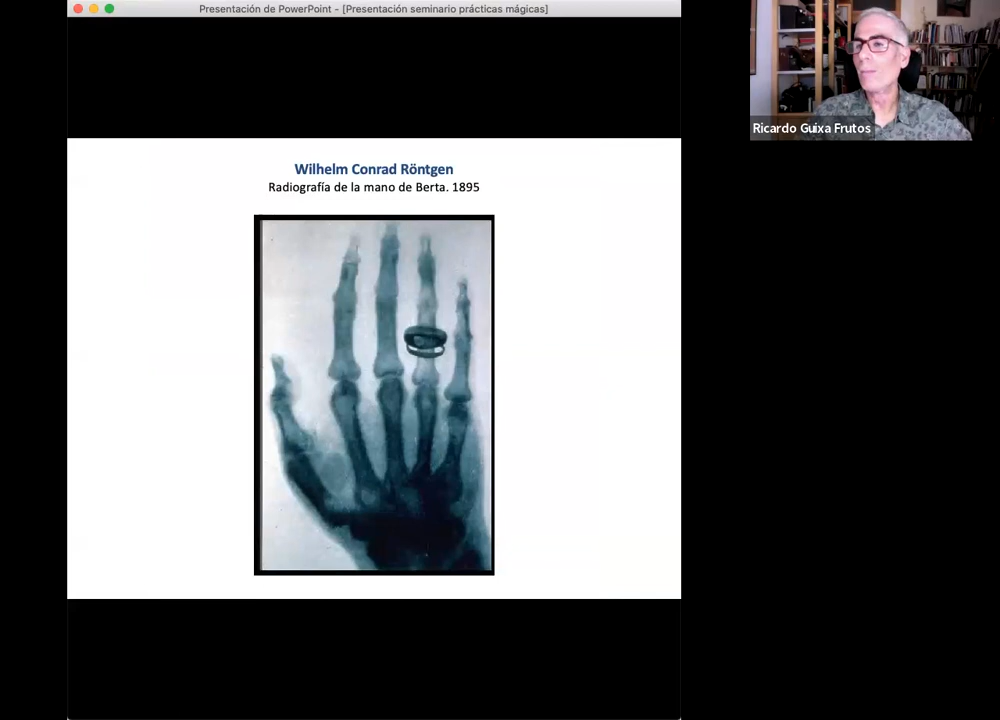 Presentación de PowerPoint - [Presentación seminario prácticas mágicas]
Wilhelm Conrad Röntgen
Radiografía de la mano de Berta. 1895
Ricardo Guixa Frutos